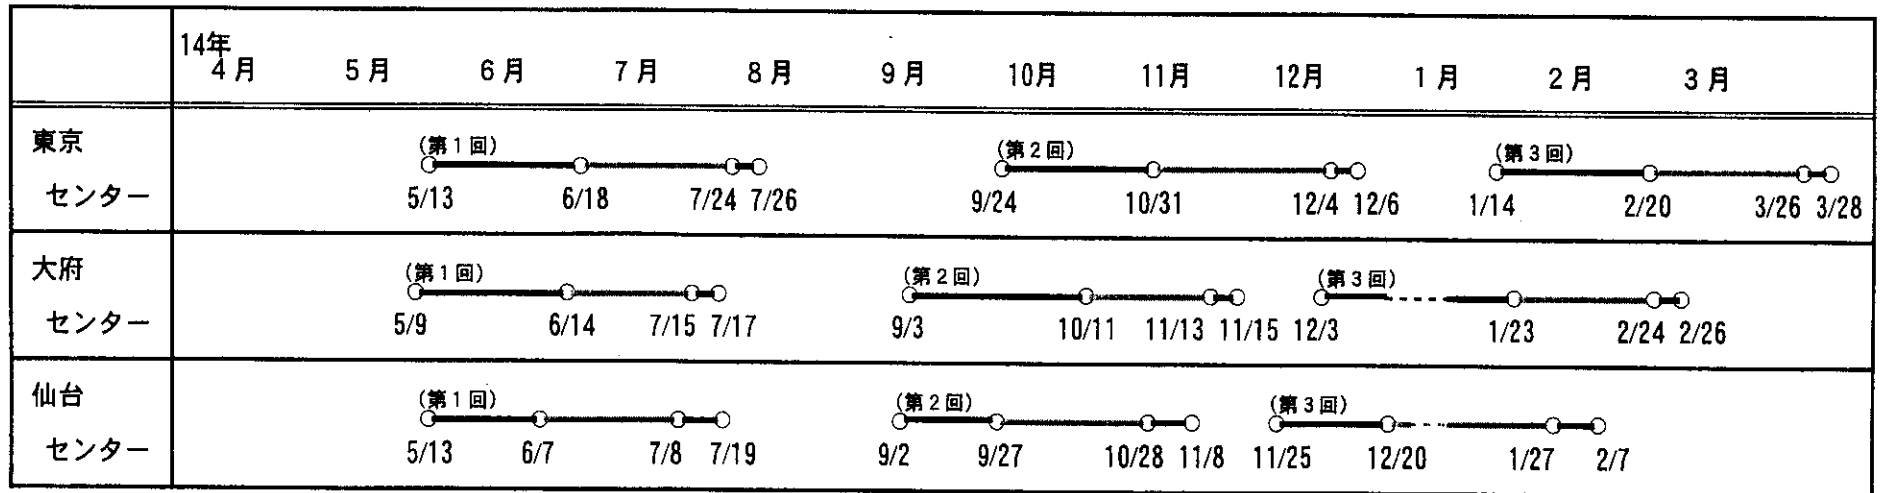 14年
4月 5月 6月 7月 8月 9月 10月 11月 12月 1月 2月 3月
東京
センター
(第1回) (第2回) (第3回)
5/13 6/18 7/24 7/26 9/24 10/31 12/4 12/6 1/14 2/20 3/26 3/28
大府
センター
(第1回) (第2回) (第3回)
5/9 6/14 7/15 7/17 9/3 10/11 11/13 11/15 12/3 1/23 2/24 2/26
仙台
センター
(第1回) (第2回) (第3回)
5/13 6/7 7/8 7/19 9/2 9/27 10/28 11/8 11/25 12/20 1/27 2/7